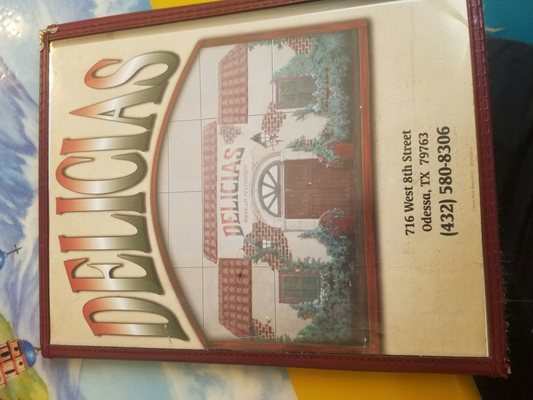 DELICIAS
DELICIAS
716 West 8th Street
Odessa, TX 79763
(432) 580-8306